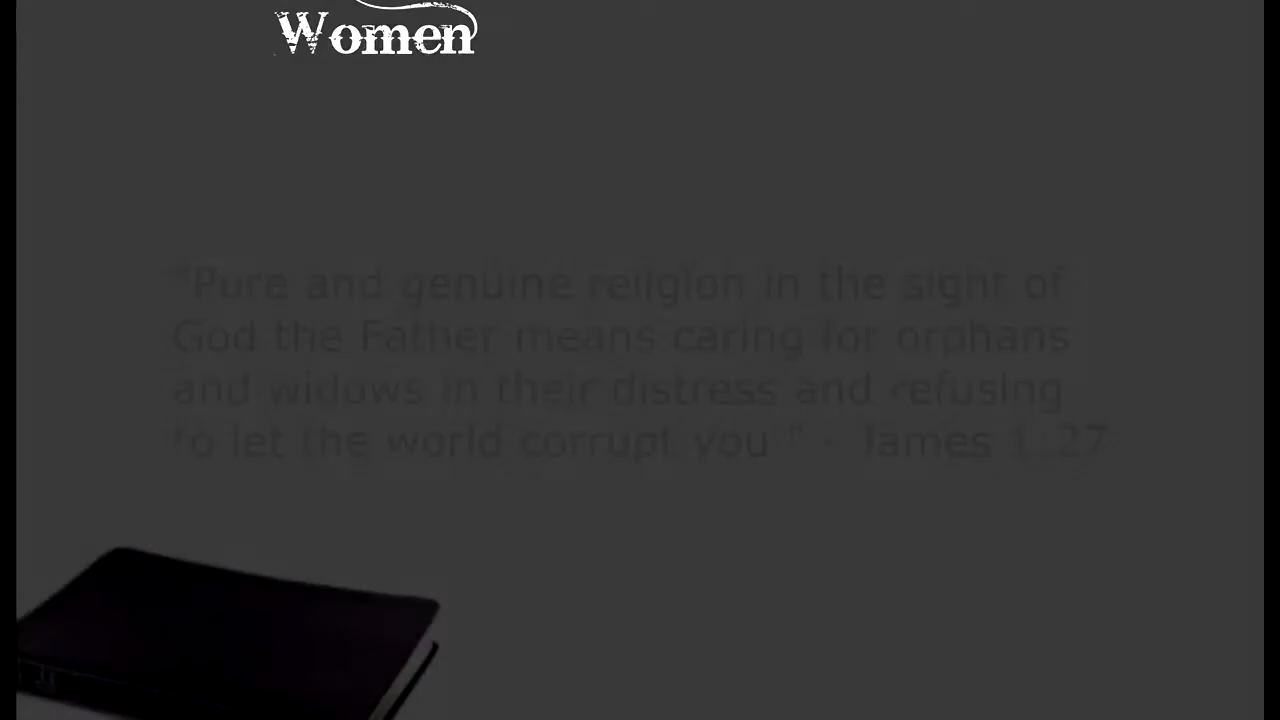 Women
"Pure and genuine religion in the sight of
God the Father means caring for orphans
and widows in their distress and refusing
to let the world corrupt you." - James 1:27